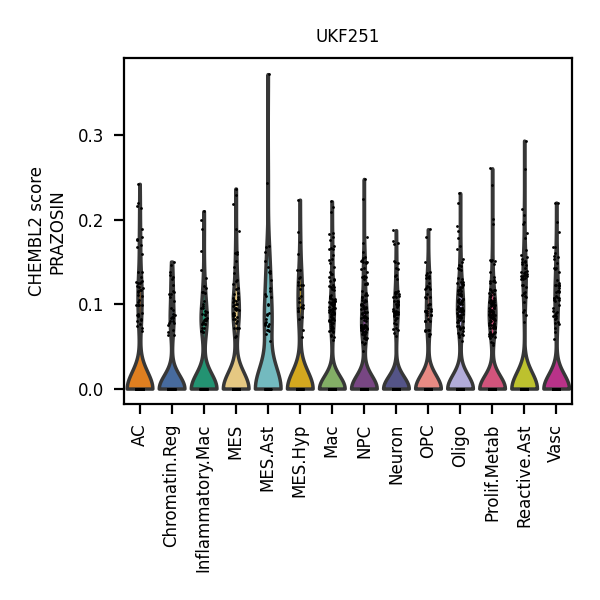 UKF251
CHEMBL2 score
PRAZOSIN
0.3
0.2
0.1
0.0
AC
Chromatin.Reg
Inflammatory.Mac
MES
MES.Ast
MES.Hyp
Mac
NPC
Neuron
OPC
Oligo
Prolif.Metab
Reactive.Ast
Vasc